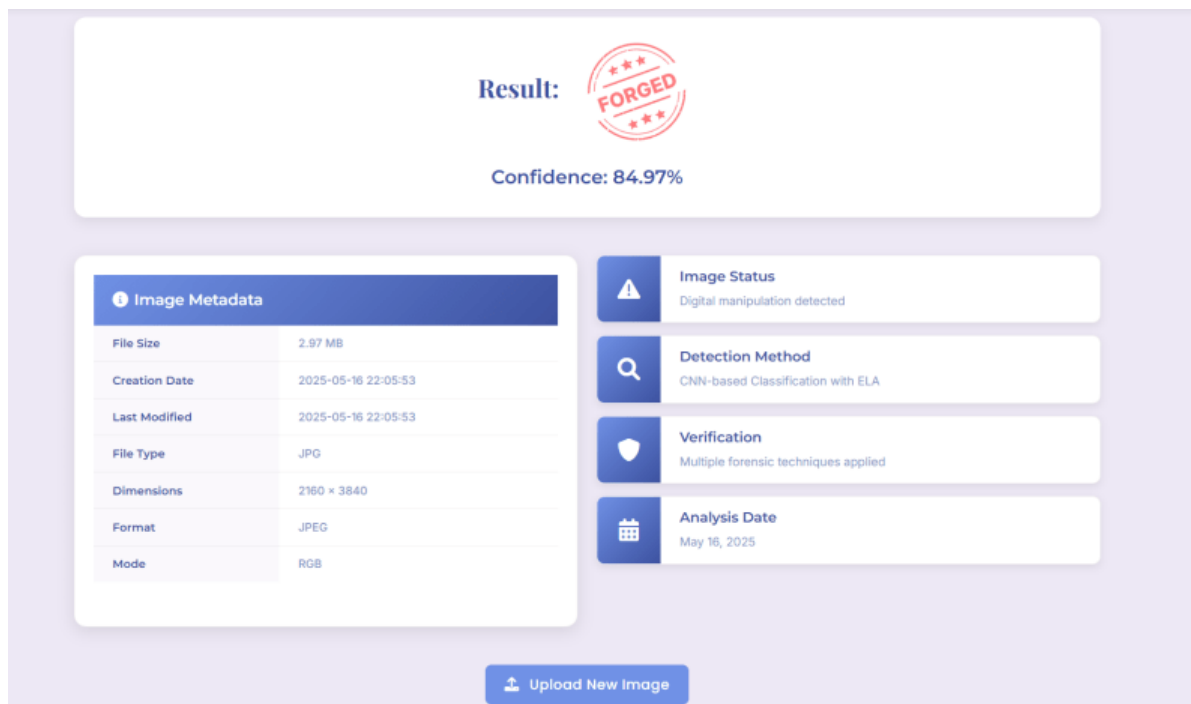 Result:
FORGED
Confidence: 84.97%
Image Metadata
File Size 2.97 MB
Creation Date 2025-05-16 22:05:53
Last Modified 2025-05-16 22:05:53
File Type JPG
Dimensions 2160 × 3840
Format JPEG
Mode RGB
Image Status
Digital manipulation detected
Detection Method
CNN-based Classification with ELA
Verification
Multiple forensic techniques applied
Analysis Date
May 16, 2025
Upload New Image